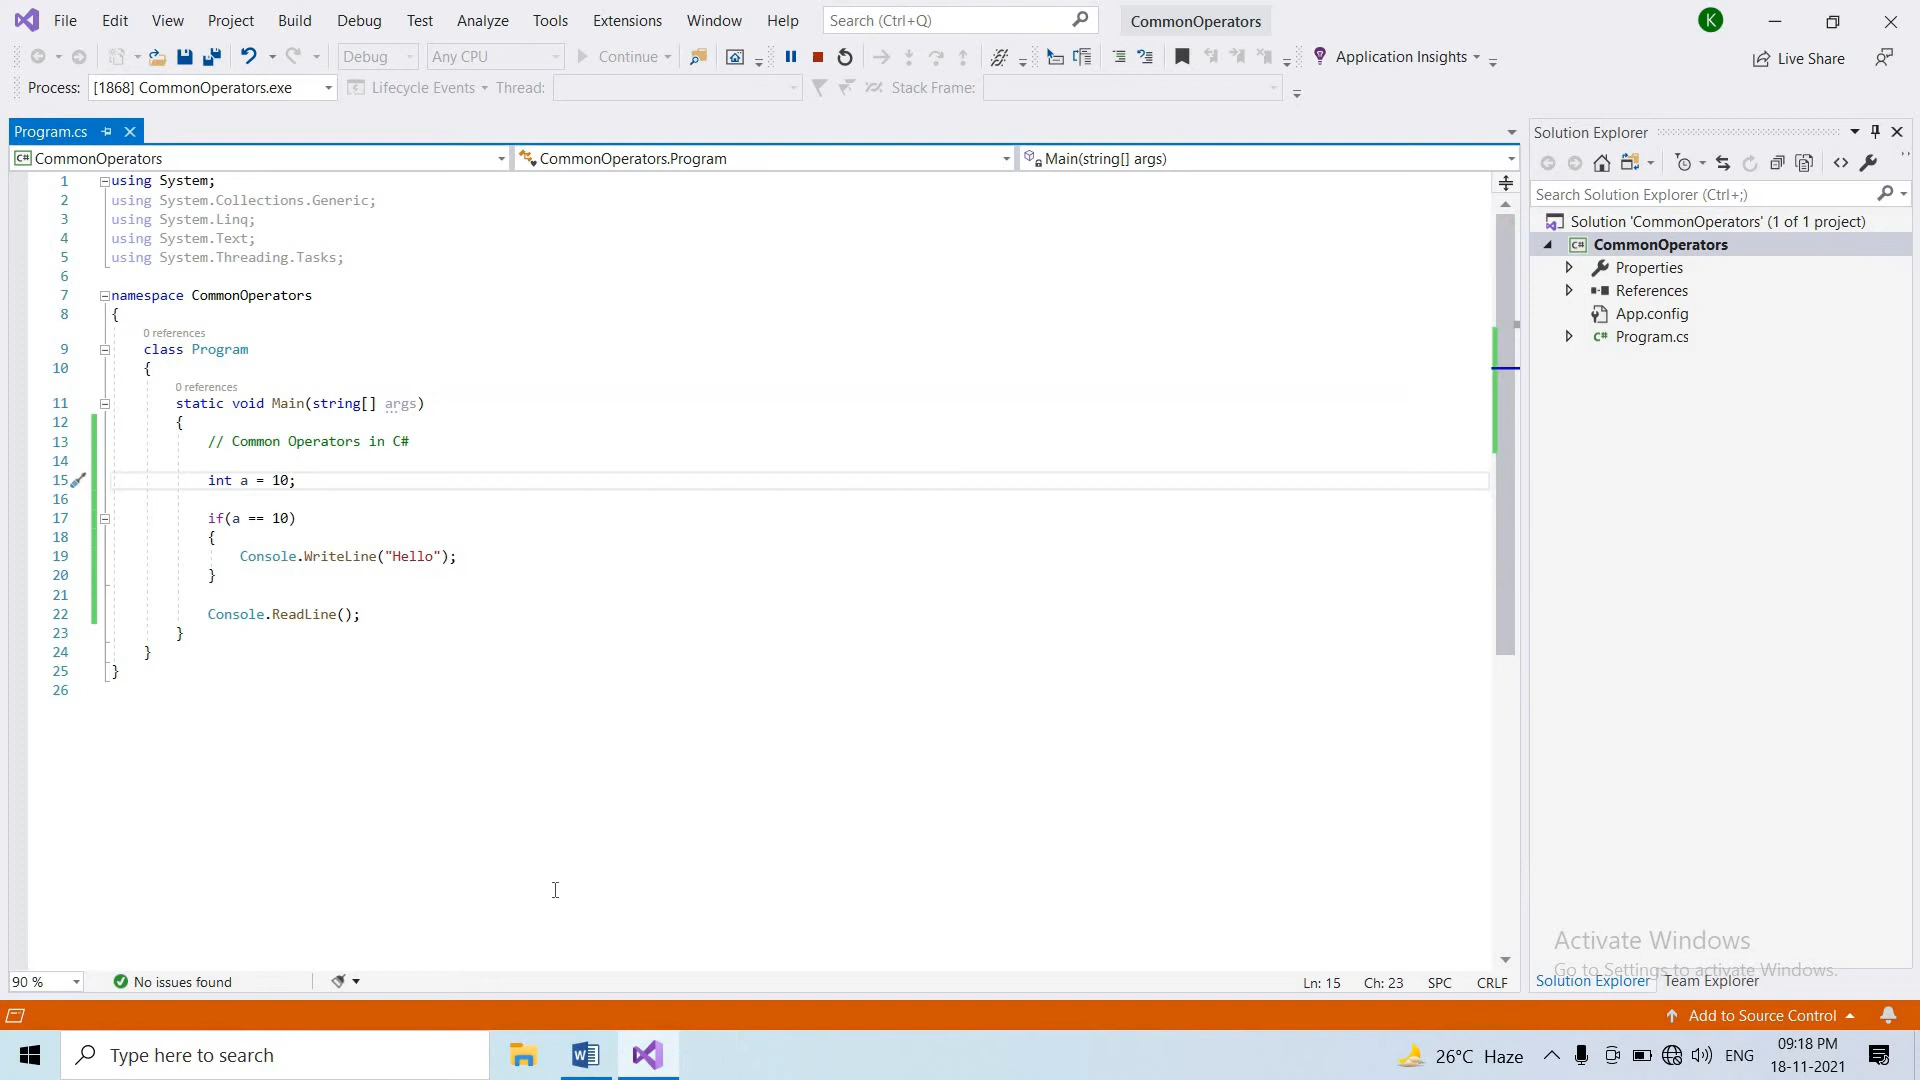 File Edit View Project Build Debug Test Analyze Tools Extensions Window Help Search (Ctrl+Q) CommonOperators K
Debug Any CPU Continue Application Insights Live Share
Process: [1868] CommonOperators.exe Lifecycle Events Thread: Stack Frame:
Program.cs
CommonOperators CommonOperators.Program Main(string[] args)
1 using System;
2 using System.Collections.Generic;
3 using System.Linq;
4 using System.Text;
5 using System.Threading.Tasks;
6
7 namespace CommonOperators
8 {
0 references
9 class Program
10 {
0 references
11 static void Main(string[] args)
12 {
13 // Common Operators in C#
14
15 int a = 10;
16
17 if(a == 10)
18 {
19 Console.WriteLine("Hello");
20 }
21
22 Console.ReadLine();
23 }
24 }
25 }
26
90 % No issues found Ln: 15 Ch: 23 SPC CRLF
Solution Explorer
Search Solution Explorer (Ctrl+;)
Solution 'CommonOperators' (1 of 1 project)
C# CommonOperators
Properties
References
App.config
C# Program.cs
Activate Windows
Go to Settings to activate Windows.
Solution Explorer Team Explorer
Add to Source Control
Type here to search
26°C Haze ENG
09:18 PM
18-11-2021